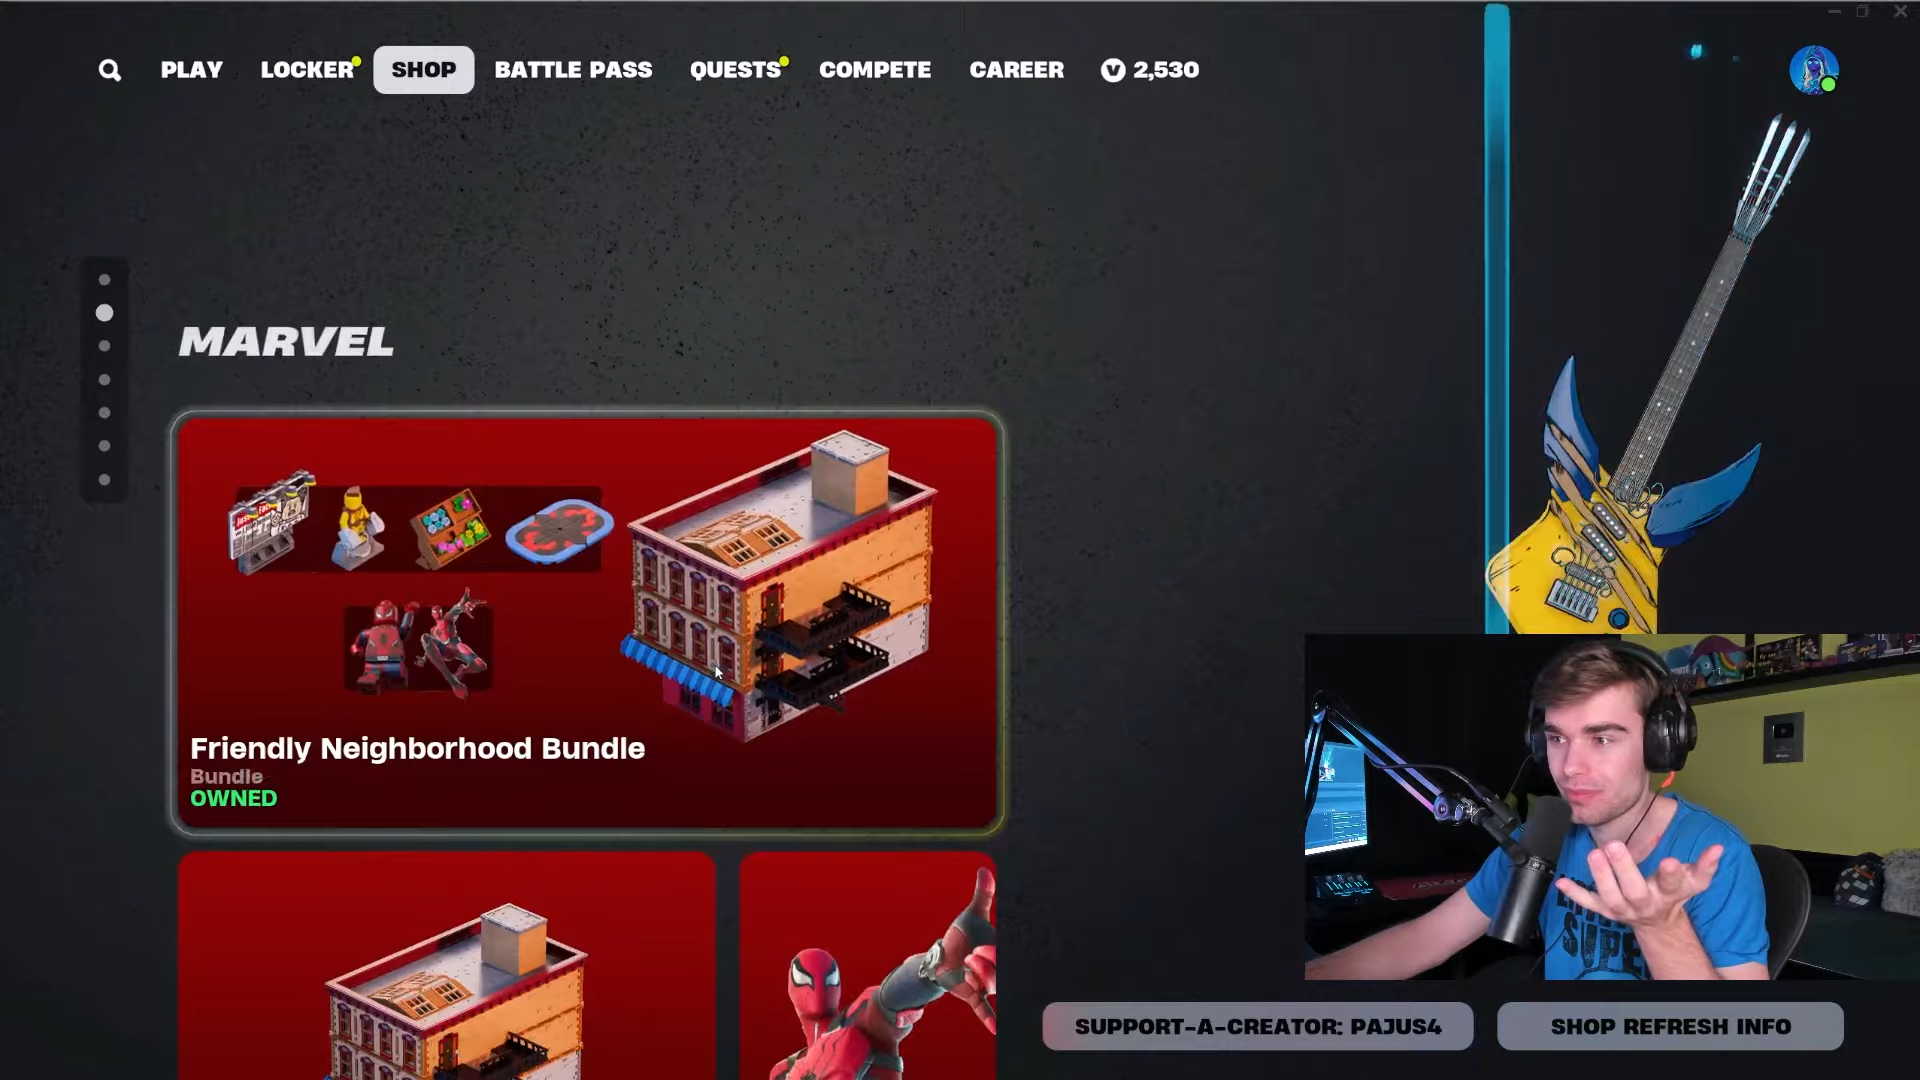 PLAY LOCKER SHOP BATTLE PASS QUESTS COMPETE CAREER 2,530
MARVEL
Friendly Neighborhood Bundle
Bundle
OWNED
SUPPORT-A-CREATOR: PAJUS4
SHOP REFRESH INFO